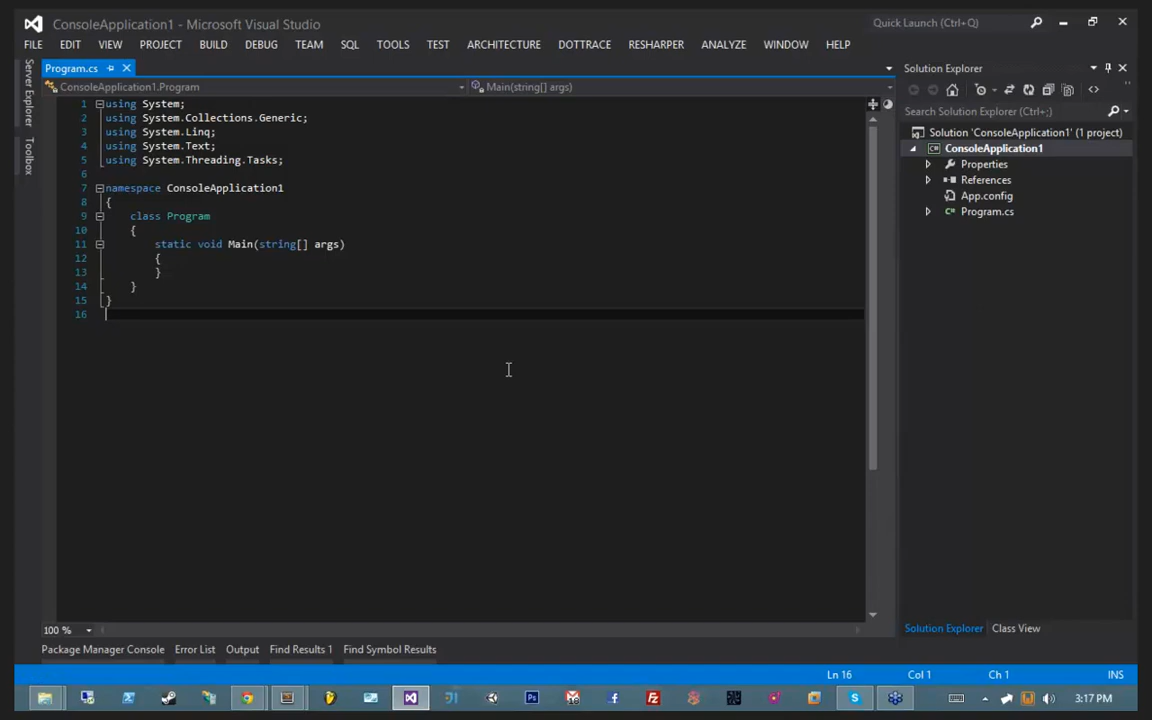 ConsoleApplication1 - Microsoft Visual Studio
Quick Launch (Ctrl+Q)
FILE EDIT VIEW PROJECT BUILD DEBUG TEAM SQL TOOLS TEST ARCHITECTURE DOTTRACE RESHARPER ANALYZE WINDOW HELP
Server Explorer
Toolbox
Program.cs
ConsoleApplication1.Program
Main(string[] args)
1 using System;
2 using System.Collections.Generic;
3 using System.Linq;
4 using System.Text;
5 using System.Threading.Tasks;
6
7 namespace ConsoleApplication1
8 {
9 class Program
10 {
11 static void Main(string[] args)
12 {
13 }
14 }
15 }
16
Solution Explorer
Search Solution Explorer (Ctrl+;)
Solution 'ConsoleApplication1' (1 project)
ConsoleApplication1
Properties
References
App.config
Program.cs
100 %
Solution Explorer Class View
Package Manager Console Error List Output Find Results 1 Find Symbol Results
Ln 16 Col 1 Ch 1 INS
Ps
3:17 PM